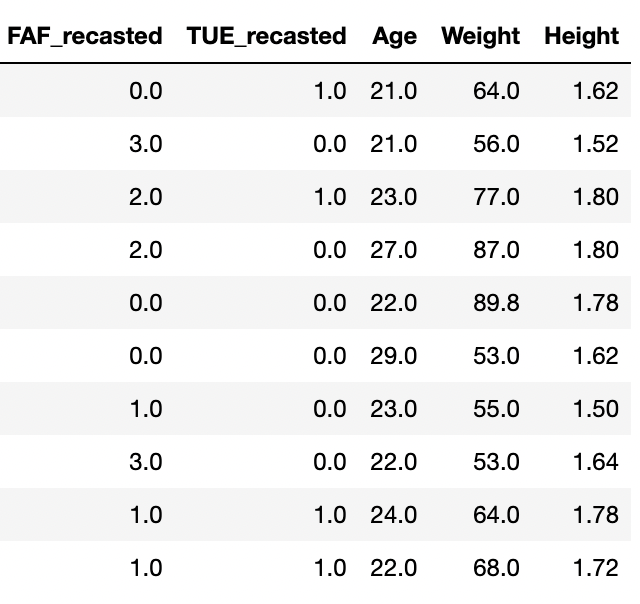 FAF_recasted TUE_recasted Age Weight Height
0.0 1.0 21.0 64.0 1.62
3.0 0.0 21.0 56.0 1.52
2.0 1.0 23.0 77.0 1.80
2.0 0.0 27.0 87.0 1.80
0.0 0.0 22.0 89.8 1.78
0.0 0.0 29.0 53.0 1.62
1.0 0.0 23.0 55.0 1.50
3.0 0.0 22.0 53.0 1.64
1.0 1.0 24.0 64.0 1.78
1.0 1.0 22.0 68.0 1.72